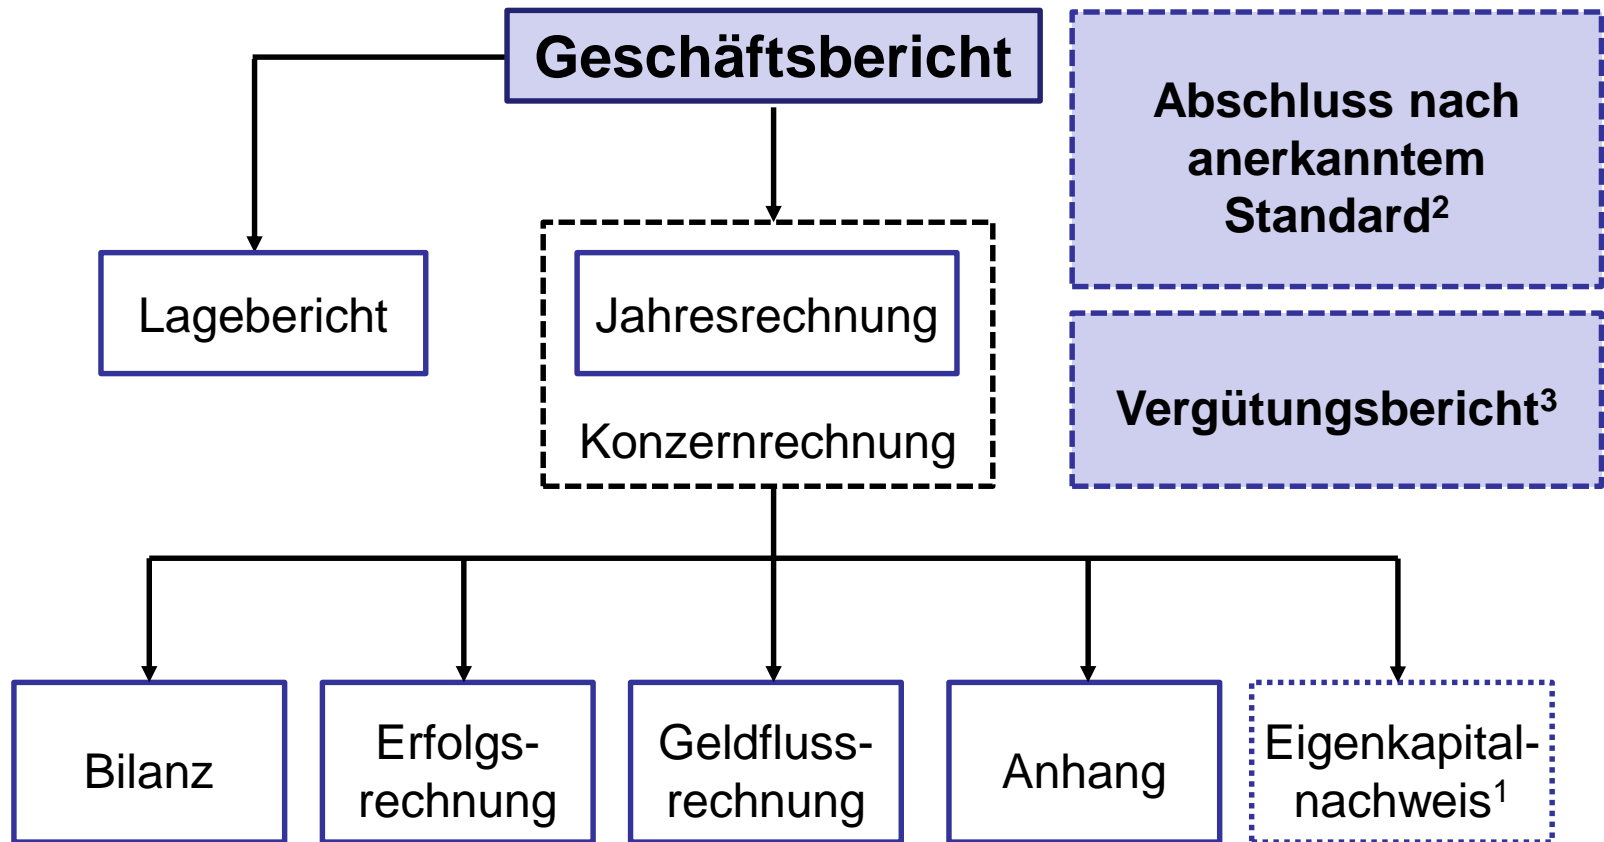 Geschäftsbericht
Abschluss nach
anerkanntem
Standard²
Lagebericht
Jahresrechnung
Konzernrechnung
Vergütungsbericht³
Bilanz
Erfolgs-
rechnung
Geldfluss-
rechnung
Anhang
Eigenkapital-
nachweis¹